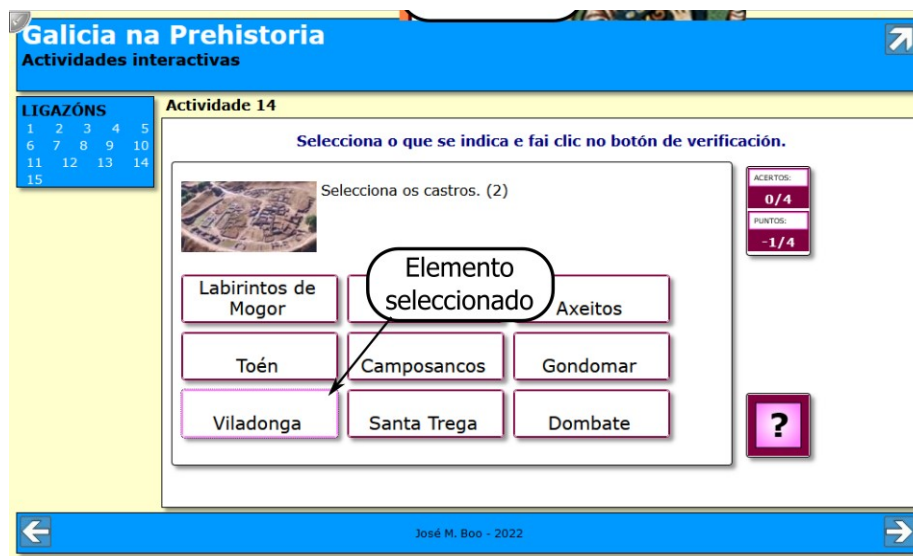 Galicia na Prehistoria
Actividades interactivas
LIGAZÓNS
1 2 3 4 5
6 7 8 9 10
11 12 13 14
15
Actividade 14
Selecciona o que se indica e fai clic no botón de verificación.
Selecciona os castros. (2)
ACERTOS:
0/4
PUNTOS:
-1/4
Elemento
seleccionado
Labirintos de
Mogor
Axeitos
Toén
Camposancos
Gondomar
Viladonga
Santa Trega
Dombate
?
José M. Boo - 2022